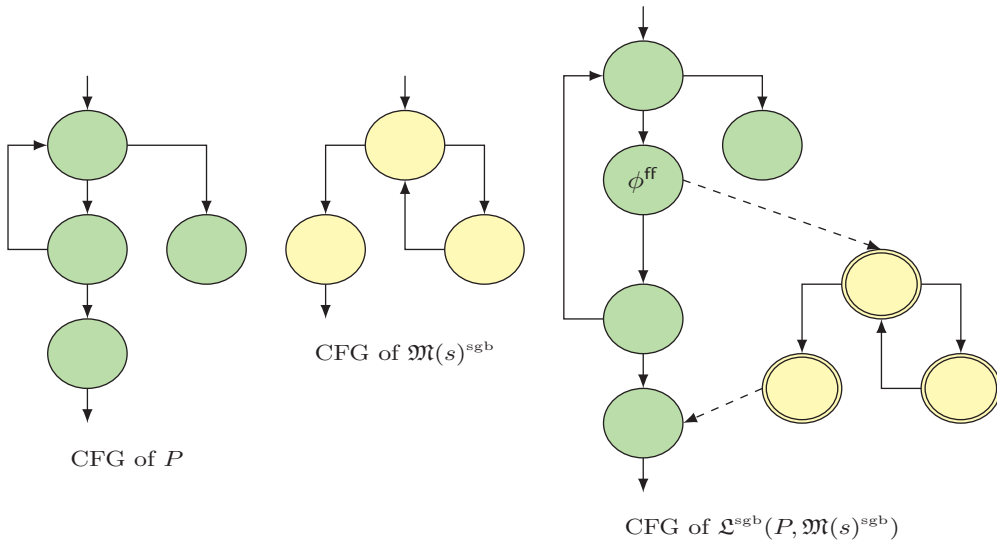 ϕ^ff
CFG of 𝔐(s)^sgb
CFG of P
CFG of 𝔏^sgb(P, 𝔐(s)^sgb)